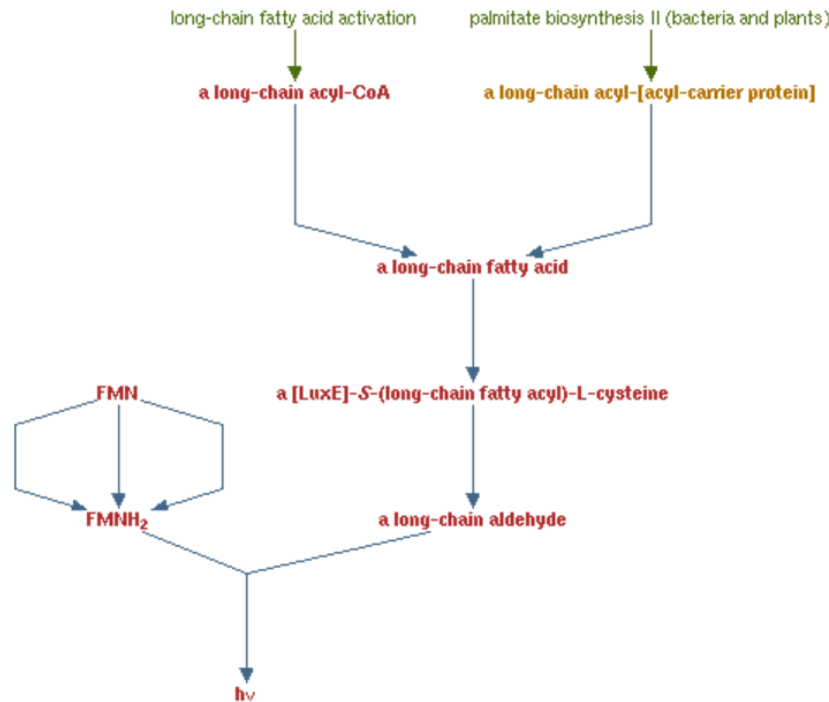 long-chain fatty acid activation
palmitate biosynthesis II (bacteria and plants)
a long-chain acyl-CoA
a long-chain acyl-[acyl-carrier protein]
a long-chain fatty acid
FMN
a [LuxE]-S-(long-chain fatty acyl)-L-cysteine
FMNH₂
a long-chain aldehyde
hν